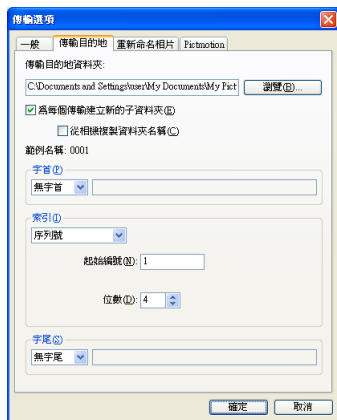 傳輸選項
一般 傳輸目的地 重新命名相片 Pictmotion
傳輸目的地資料夾:
C:\Documents and Settings\user\My Documents\My Pict 瀏覽(B)...
為每個傳輸建立新的子資料夾(E)
從相機複製資料夾名稱(C)
範例名稱: 0001
字首(P)
無字首
索引(I)
序列號
起始編號(N): 1
位數(D): 4
字尾(S)
無字尾
確定 取消